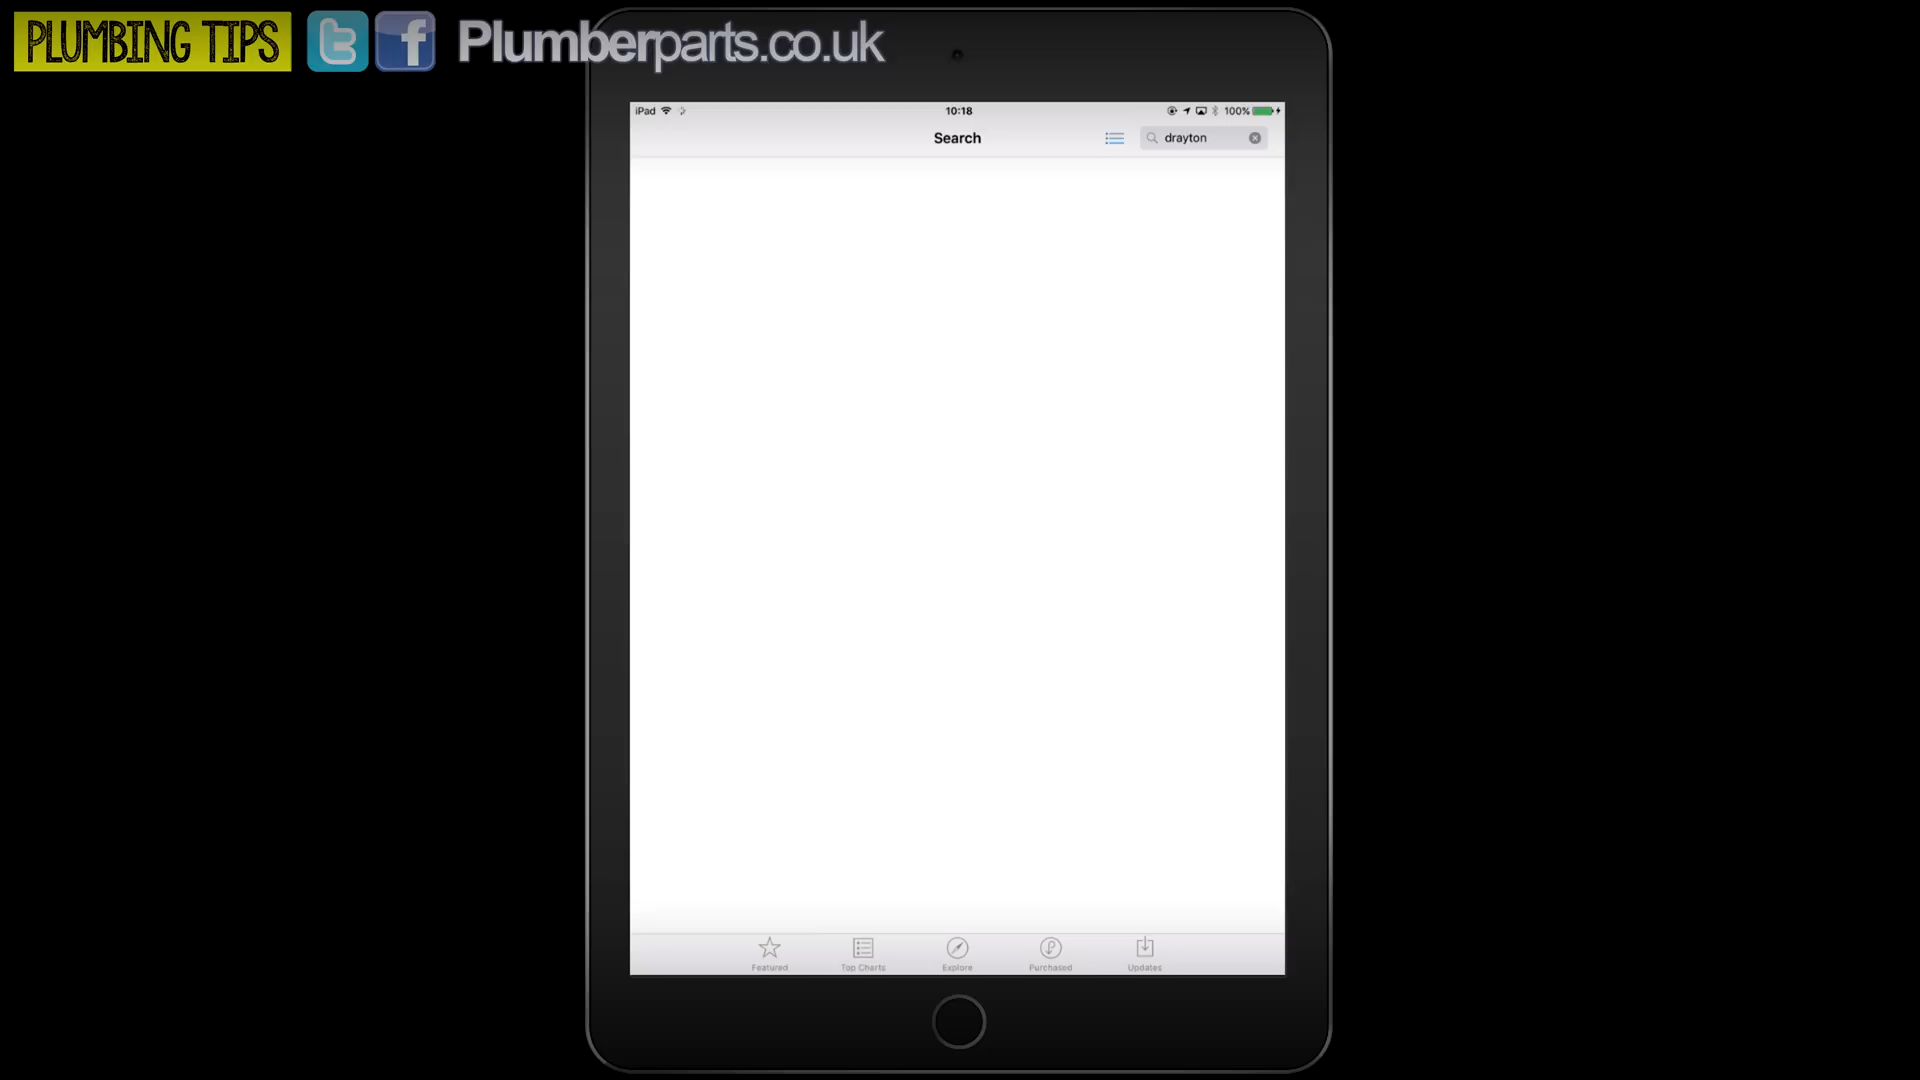 PLUMBING TIPS
Plumberparts.co.uk
iPad
10:18
100%
Search
drayton
Featured
Top Charts
Explore
Purchased
Updates